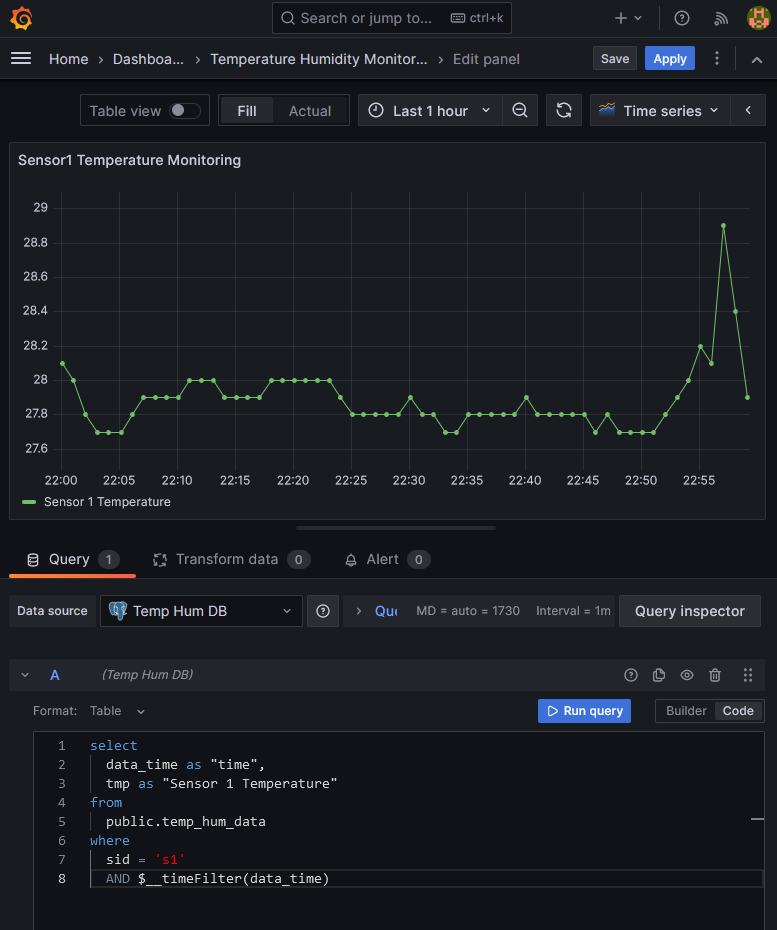 Search or jump to... ctrl+k
Home › Dashboa... › Temperature Humidity Monitor... › Edit panel Save Apply
Table view Fill Actual Last 1 hour Time series
Sensor1 Temperature Monitoring
29
28.8
28.6
28.4
28.2
28
27.8
27.6
22:00 22:05 22:10 22:15 22:20 22:25 22:30 22:35 22:40 22:45 22:50 22:55
Sensor 1 Temperature
Query 1 Transform data 0 Alert 0
Data source Temp Hum DB Que MD = auto = 1730 Interval = 1m Query inspector
A (Temp Hum DB)
Format: Table Run query Builder Code
1 select
2 data_time as "time",
3 tmp as "Sensor 1 Temperature"
4 from
5 public.temp_hum_data
6 where
7 sid = 's1'
8 AND $__timeFilter(data_time)